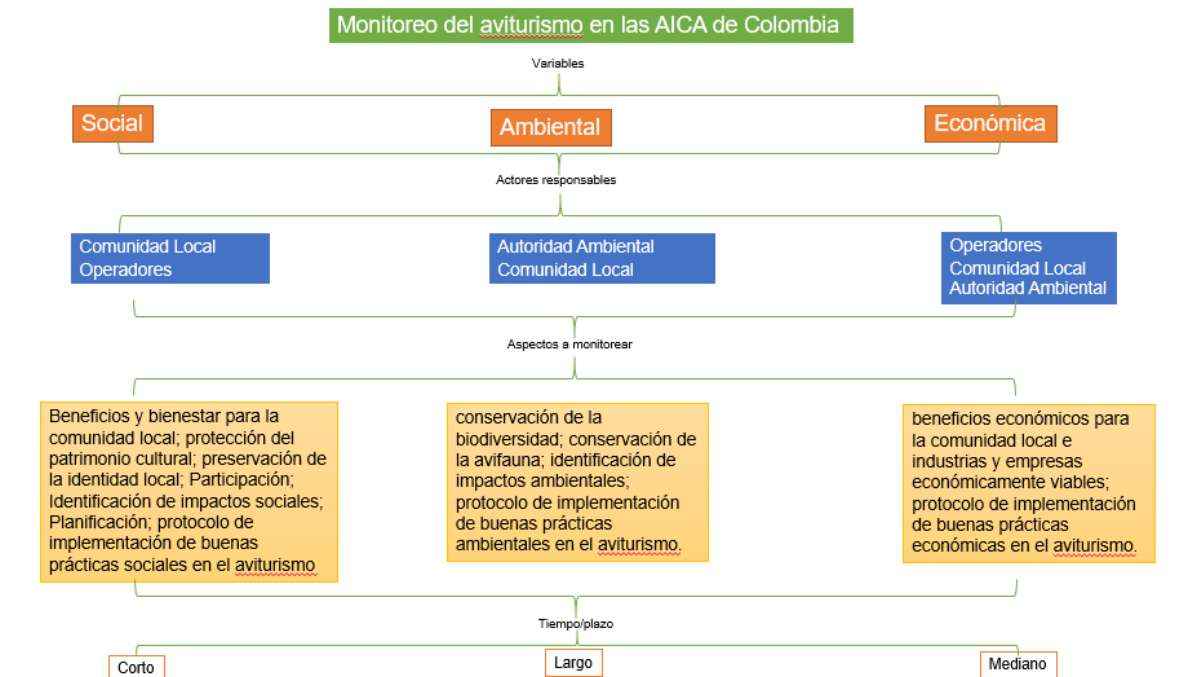 Monitoreo del aviturismo en las AICA de Colombia
Variables
Social
Ambiental
Económica
Actores responsables
Comunidad Local
Operadores
Autoridad Ambiental
Comunidad Local
Operadores
Comunidad Local
Autoridad Ambiental
Aspectos a monitorear
Beneficios y bienestar para la
comunidad local; protección del
patrimonio cultural; preservación de
la identidad local; Participación;
Identificación de impactos sociales;
Planificación; protocolo de
implementación de buenas
prácticas sociales en el aviturismo
conservación de la
biodiversidad; conservación de
la avifauna; identificación de
impactos ambientales;
protocolo de implementación
de buenas prácticas
ambientales en el aviturismo.
beneficios económicos para
la comunidad local e
industrias y empresas
económicamente viables;
protocolo de implementación
de buenas prácticas
económicas en el aviturismo.
Tiempo/plazo
Corto
Largo
Mediano